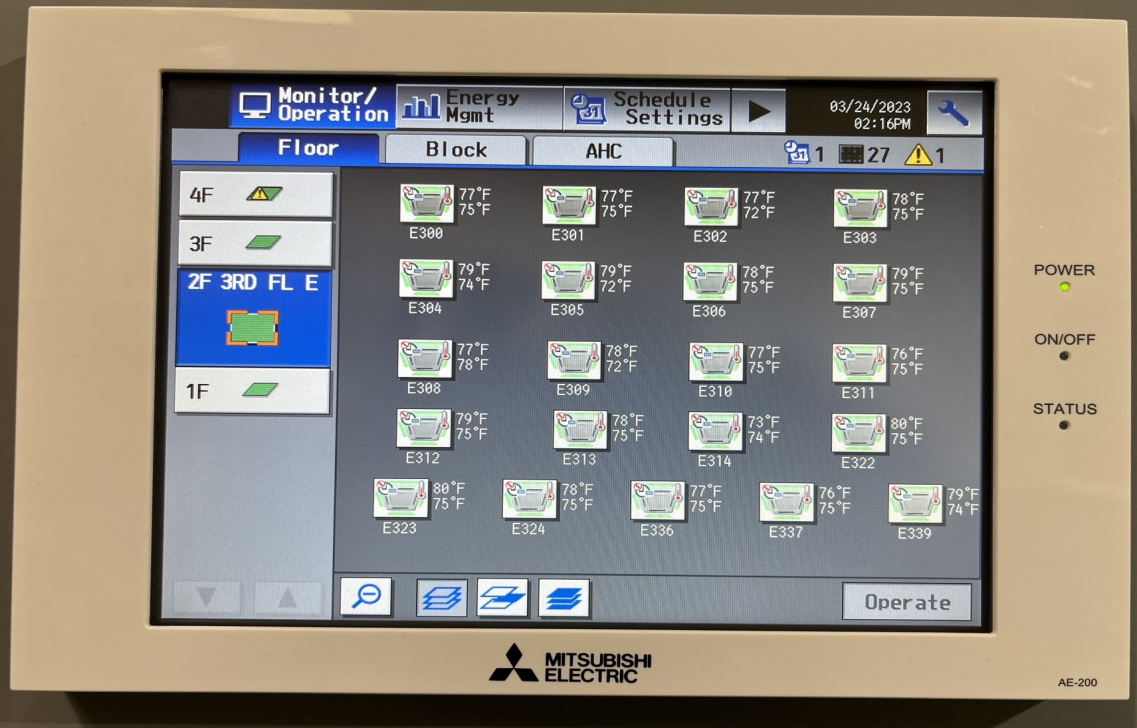 Monitor/
Operation
Energy
Mgmt
31
Schedule
Settings
03/24/2023
02:16PM
Floor
Block
AHC
31 1
27
1
4F
3F
2F 3RD FL E
1F
77°F
75°F
E300
77°F
75°F
E301
77°F
72°F
E302
78°F
75°F
E303
79°F
74°F
E304
79°F
72°F
E305
78°F
75°F
E306
79°F
75°F
E307
77°F
78°F
E308
78°F
72°F
E309
77°F
75°F
E310
76°F
75°F
E311
79°F
75°F
E312
78°F
75°F
E313
73°F
74°F
E314
80°F
75°F
E322
80°F
75°F
E323
78°F
75°F
E324
77°F
75°F
E336
76°F
75°F
E337
79°F
74°F
E339
Operate
POWER
ON/OFF
STATUS
MITSUBISHI
ELECTRIC
AE-200